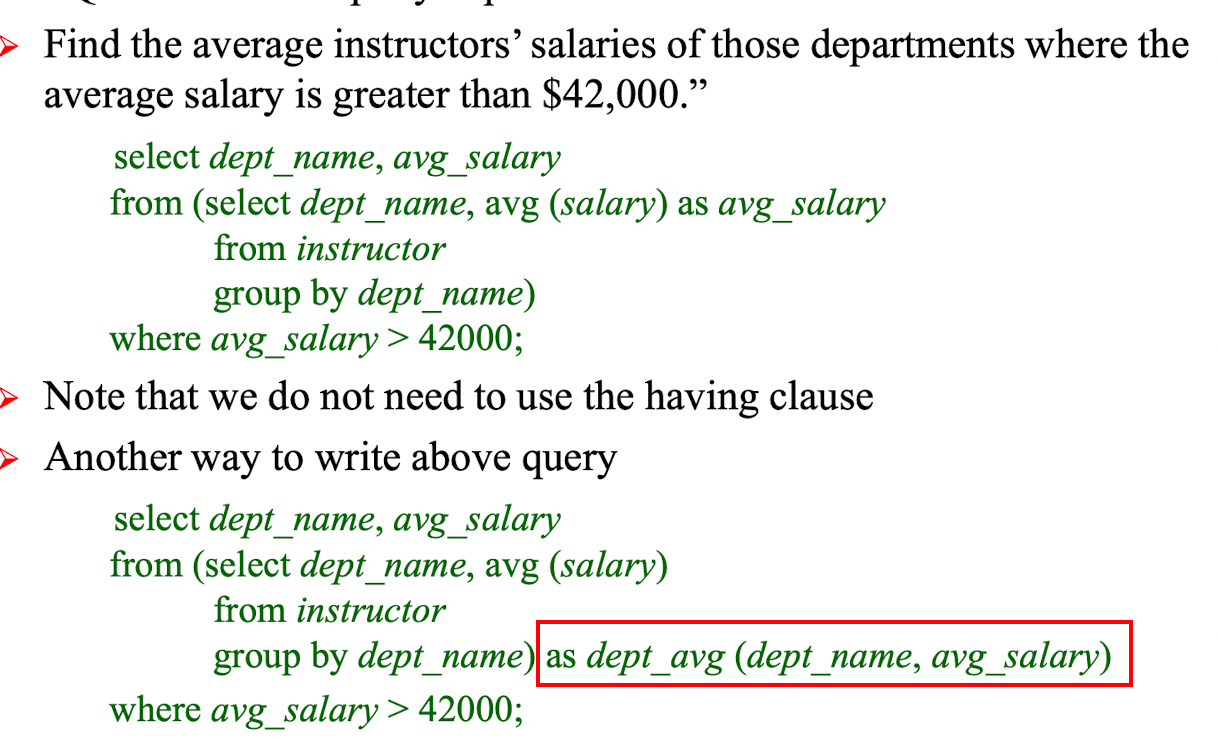 Find the average instructors’ salaries of those departments where the
average salary is greater than $42,000.”
select dept_name, avg_salary
from (select dept_name, avg (salary) as avg_salary
from instructor
group by dept_name)
where avg_salary > 42000;
Note that we do not need to use the having clause
Another way to write above query
select dept_name, avg_salary
from (select dept_name, avg (salary)
from instructor
group by dept_name) as dept_avg (dept_name, avg_salary)
where avg_salary > 42000;